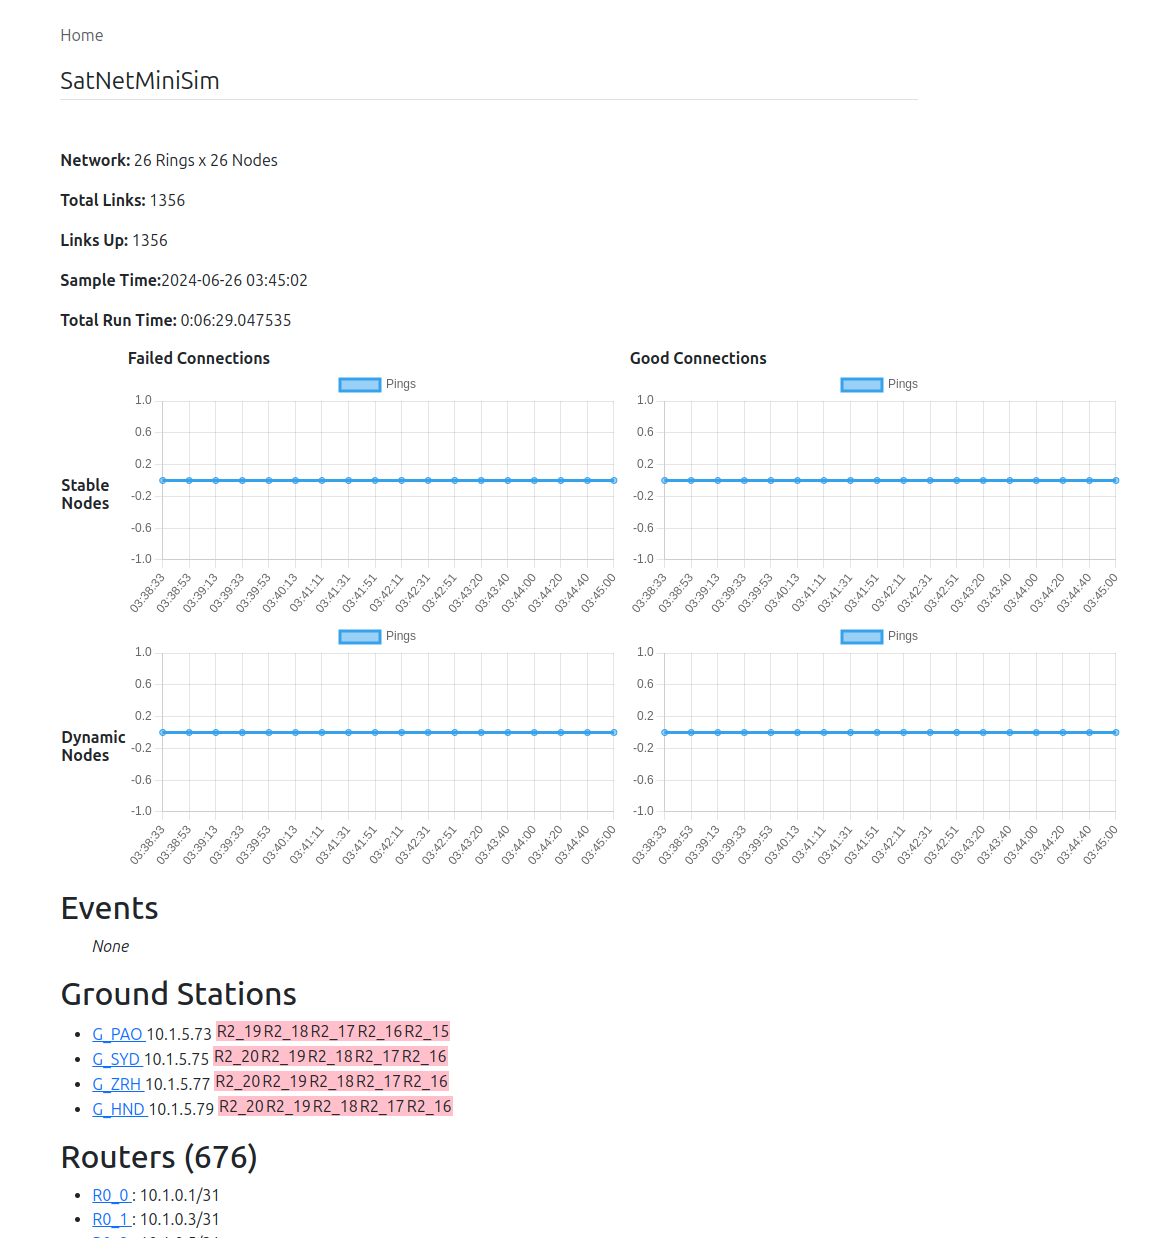 Home
SatNetMiniSim
Network: 26 Rings x 26 Nodes
Total Links: 1356
Links Up: 1356
Sample Time:2024-06-26 03:45:02
Total Run Time: 0:06:29.047535
Failed Connections
Good Connections
Stable
Nodes
Pings
1.0
0.6
0.2
-0.2
-0.6
-1.0
03:38:33 03:38:53 03:39:13 03:39:33 03:39:53 03:40:13 03:41:11 03:41:31 03:41:51 03:42:11 03:42:31 03:42:51 03:43:20 03:43:40 03:44:00 03:44:20 03:44:40 03:45:00
Pings
1.0
0.6
0.2
-0.2
-0.6
-1.0
03:38:33 03:38:53 03:39:13 03:39:33 03:39:53 03:40:13 03:41:11 03:41:31 03:41:51 03:42:11 03:42:31 03:42:51 03:43:20 03:43:40 03:44:00 03:44:20 03:44:40 03:45:00
Dynamic
Nodes
Pings
1.0
0.6
0.2
-0.2
-0.6
-1.0
03:38:33 03:38:53 03:39:13 03:39:33 03:39:53 03:40:13 03:41:11 03:41:31 03:41:51 03:42:11 03:42:31 03:42:51 03:43:20 03:43:40 03:44:00 03:44:20 03:44:40 03:45:00
Pings
1.0
0.6
0.2
-0.2
-0.6
-1.0
03:38:33 03:38:53 03:39:13 03:39:33 03:39:53 03:40:13 03:41:11 03:41:31 03:41:51 03:42:11 03:42:31 03:42:51 03:43:20 03:43:40 03:44:00 03:44:20 03:44:40 03:45:00
Events
None
Ground Stations
• G_PAO 10.1.5.73 R2_19 R2_18 R2_17 R2_16 R2_15
• G_SYD 10.1.5.75 R2_20 R2_19 R2_18 R2_17 R2_16
• G_ZRH 10.1.5.77 R2_20 R2_19 R2_18 R2_17 R2_16
• G_HND 10.1.5.79 R2_20 R2_19 R2_18 R2_17 R2_16
Routers (676)
• R0_0 : 10.1.0.1/31
• R0_1 : 10.1.0.3/31